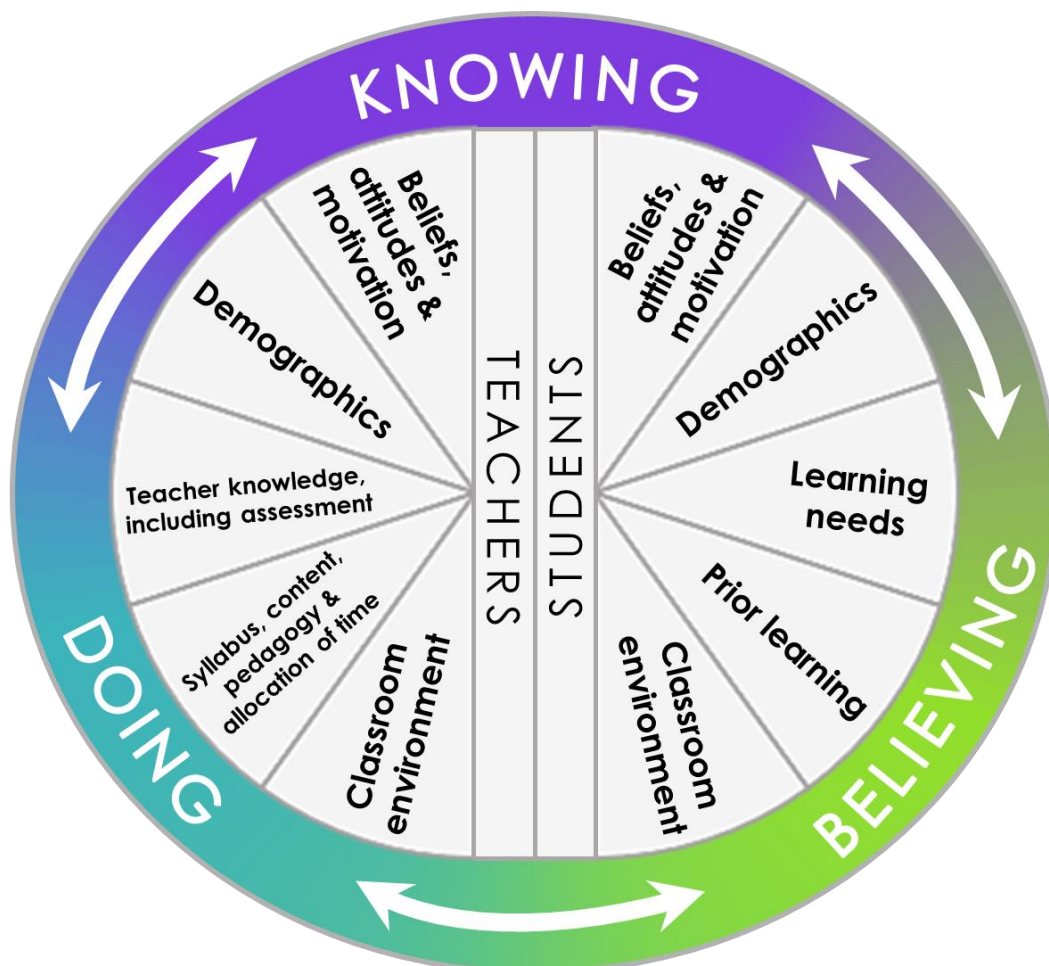 KNOWING
Beliefs,
attitudes &
motivation
Demographics
Teacher knowledge,
including assessment
Syllabus, content,
pedagogy &
allocation of time
Classroom
environment
TEACHERS
STUDENTS
Beliefs,
attitudes &
motivation
Demographics
Learning
needs
Prior learning
Classroom
environment
DOING
BELIEVING